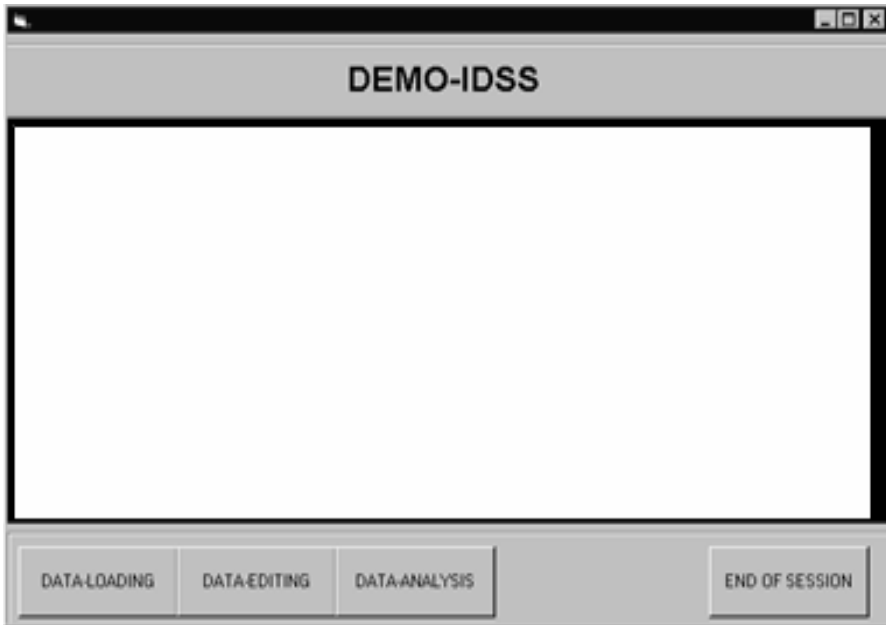 DEMO-IDSS
DATA-LOADING DATA-EDITING DATA-ANALYSIS END OF SESSION